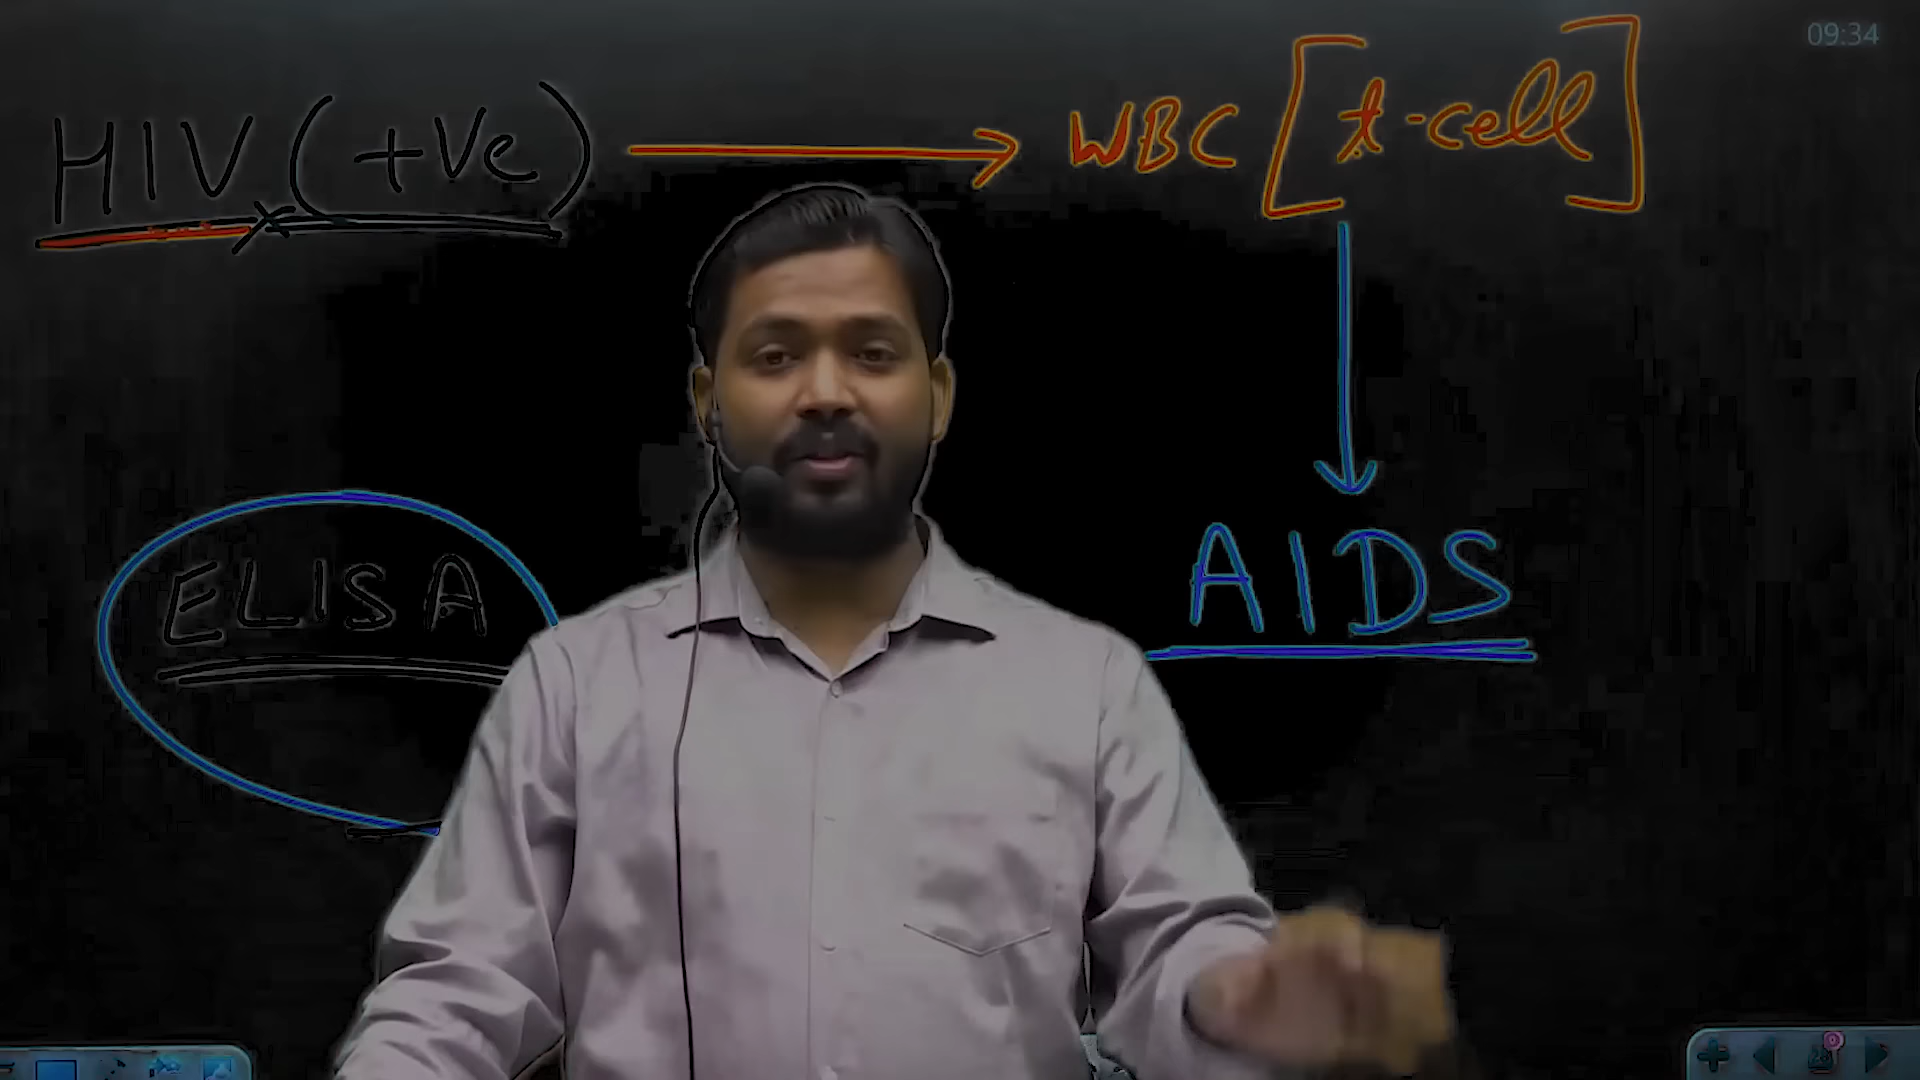 09:34
HIV (+Ve) → WBC [t-cell]
ELISA
AIDS